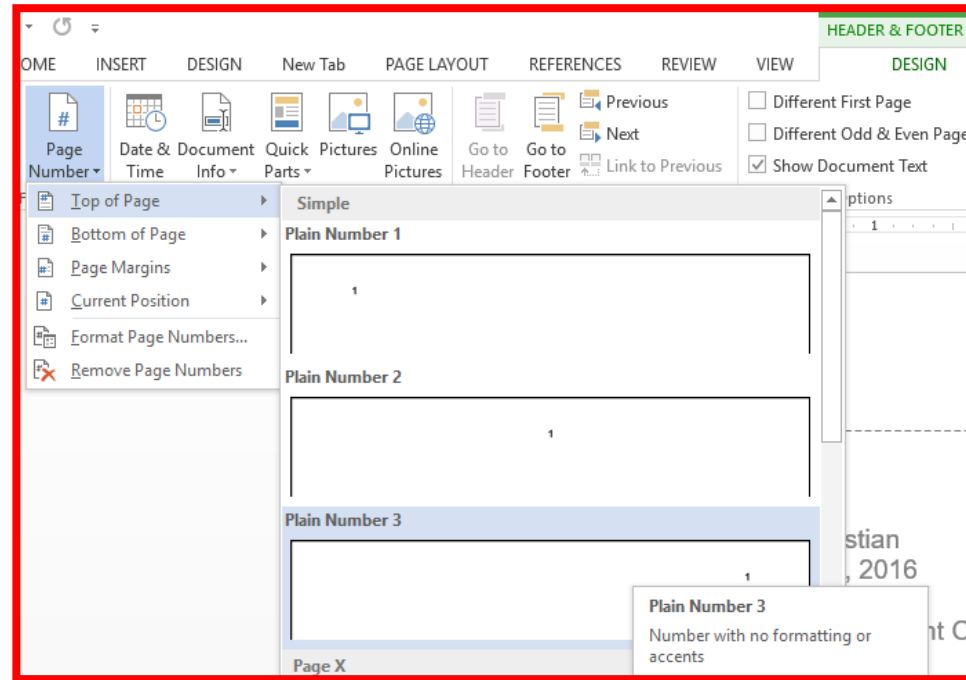 HEADER & FOOTER
OME INSERT DESIGN New Tab PAGE LAYOUT REFERENCES REVIEW VIEW DESIGN
Page Number
Date & Time
Document Info
Quick Parts
Pictures
Online Pictures
Go to Header
Go to Footer
Previous
Next
Link to Previous
Different First Page
Different Odd & Even Page
Show Document Text
ptions
Top of Page
Bottom of Page
Page Margins
Current Position
Format Page Numbers...
Remove Page Numbers
Simple
Plain Number 1
1
Plain Number 2
1
Plain Number 3
1
Page X
Plain Number 3
Number with no formatting or
accents
1
stian
, 2016
nt C